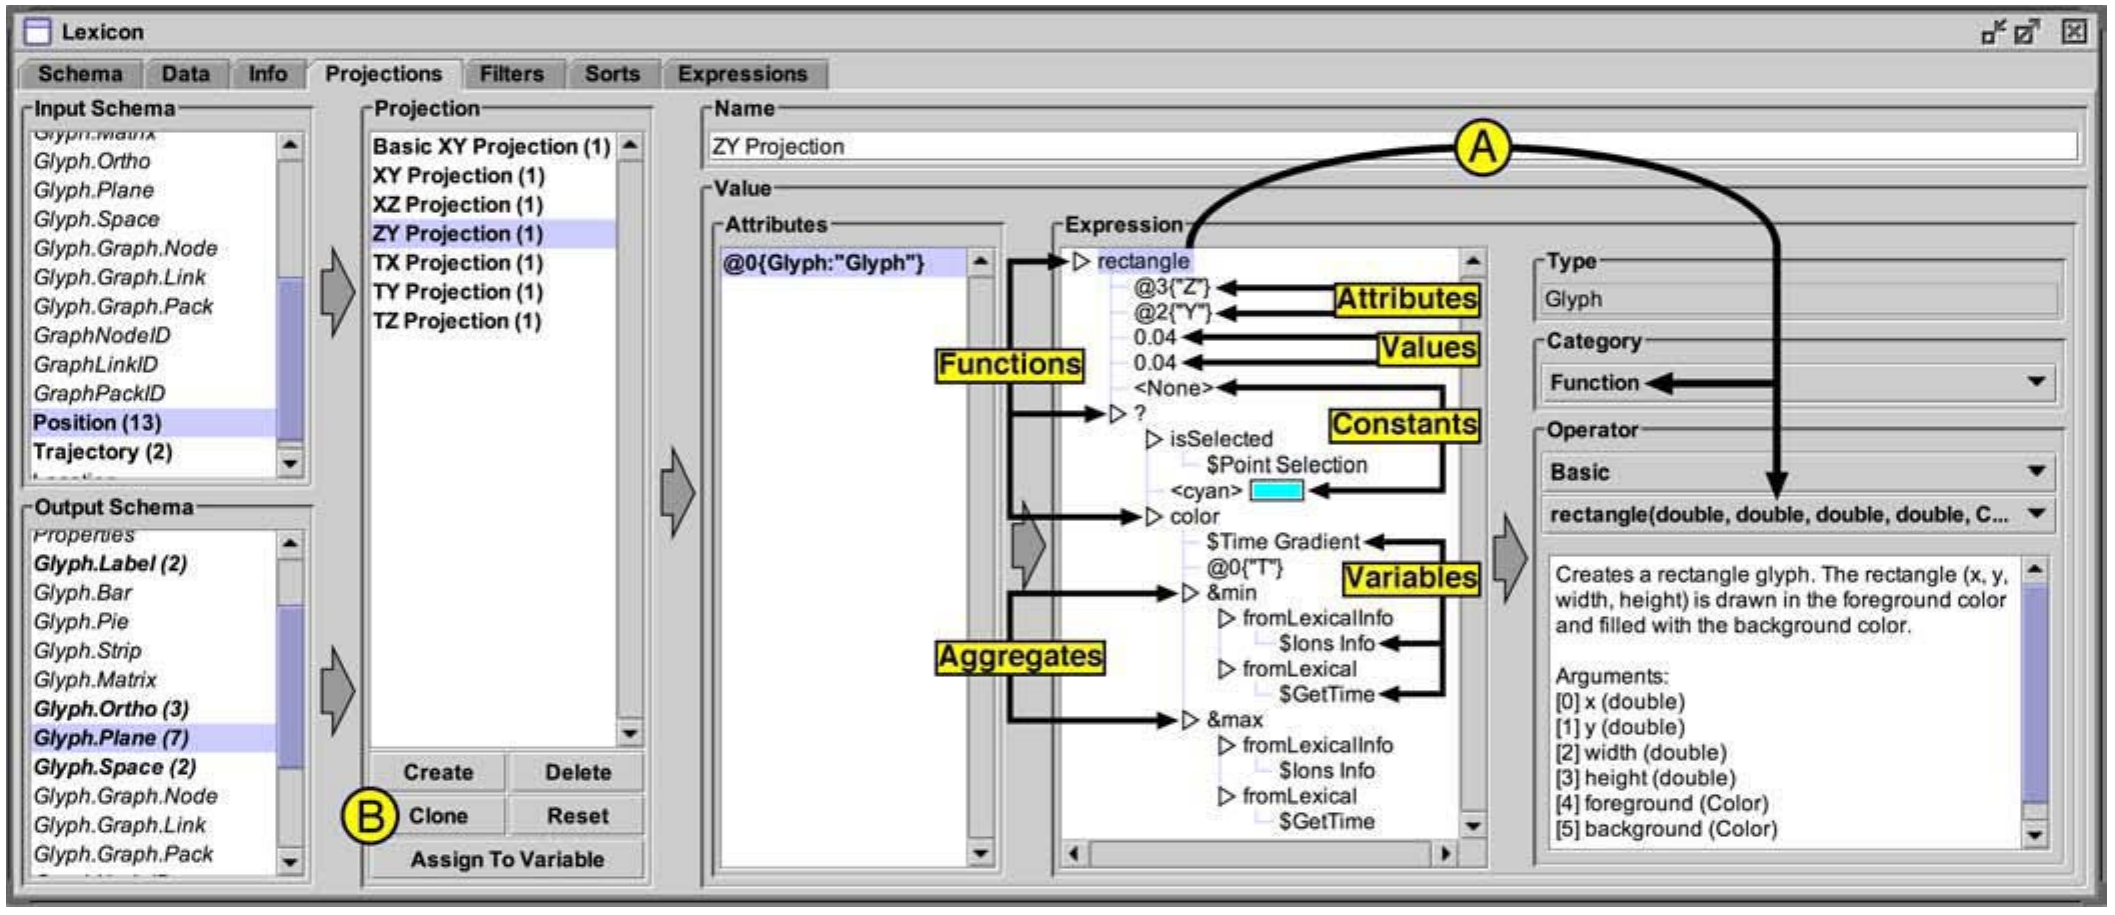 Lexicon
Schema Data Info Projections Filters Sorts Expressions
Input Schema
Glyph.Matrix
Glyph.Ortho
Glyph.Plane
Glyph.Space
Glyph.Graph.Node
Glyph.Graph.Link
Glyph.Graph.Pack
GraphNodeID
GraphLinkID
GraphPackID
Position (13)
Trajectory (2)
Output Schema
Properties
Glyph.Label (2)
Glyph.Bar
Glyph.Pie
Glyph.Strip
Glyph.Matrix
Glyph.Ortho (3)
Glyph.Plane (7)
Glyph.Space (2)
Glyph.Graph.Node
Glyph.Graph.Link
Glyph.Graph.Pack
Projection
Basic XY Projection (1)
XY Projection (1)
XZ Projection (1)
ZY Projection (1)
TX Projection (1)
TY Projection (1)
TZ Projection (1)
Create Delete
B Clone Reset
Assign To Variable
Name
ZY Projection
A
Value
Attributes
@0{Glyph:"Glyph"}
Functions
Aggregates
Expression
rectangle
@3{"Z"}
@2{"Y"}
Attributes
0.04
0.04
Values
<None>
?
Constants
isSelected
$Point Selection
<cyan>
color
$Time Gradient
@0{"T"}
Variables
&min
fromLexicalInfo
$Ions Info
fromLexical
$GetTime
&max
fromLexicalInfo
$Ions Info
fromLexical
$GetTime
Type
Glyph
Category
Function
Operator
Basic
rectangle(double, double, double, double, C...
Creates a rectangle glyph. The rectangle (x, y,
width, height) is drawn in the foreground color
and filled with the background color.
Arguments:
[0] x (double)
[1] y (double)
[2] width (double)
[3] height (double)
[4] foreground (Color)
[5] background (Color)